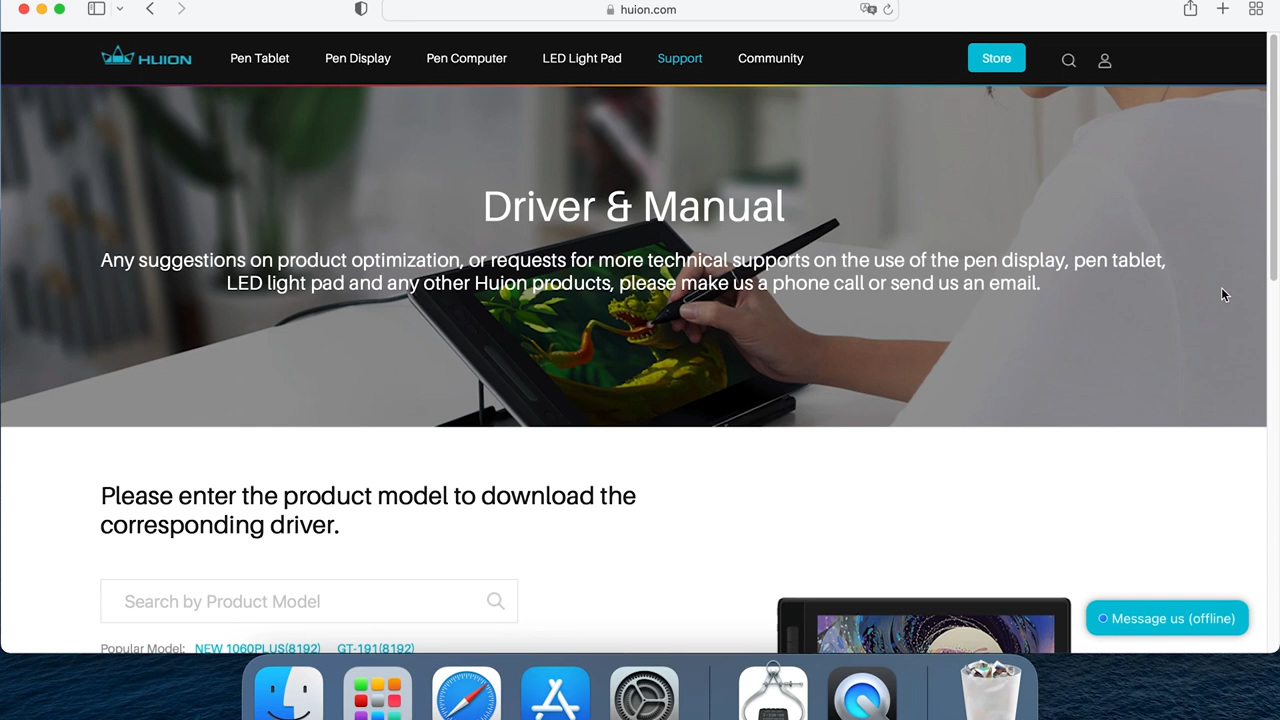 huion.com
HUION Pen Tablet Pen Display Pen Computer LED Light Pad Support Community Store
Driver & Manual
Any suggestions on product optimization, or requests for more technical supports on the use of the pen display, pen tablet,
LED light pad and any other Huion products, please make us a phone call or send us an email.
Please enter the product model to download the
corresponding driver.
Search by Product Model
Message us (offline)
Popular Model: NEW 1060PLUS(8192) GT-191(8192)